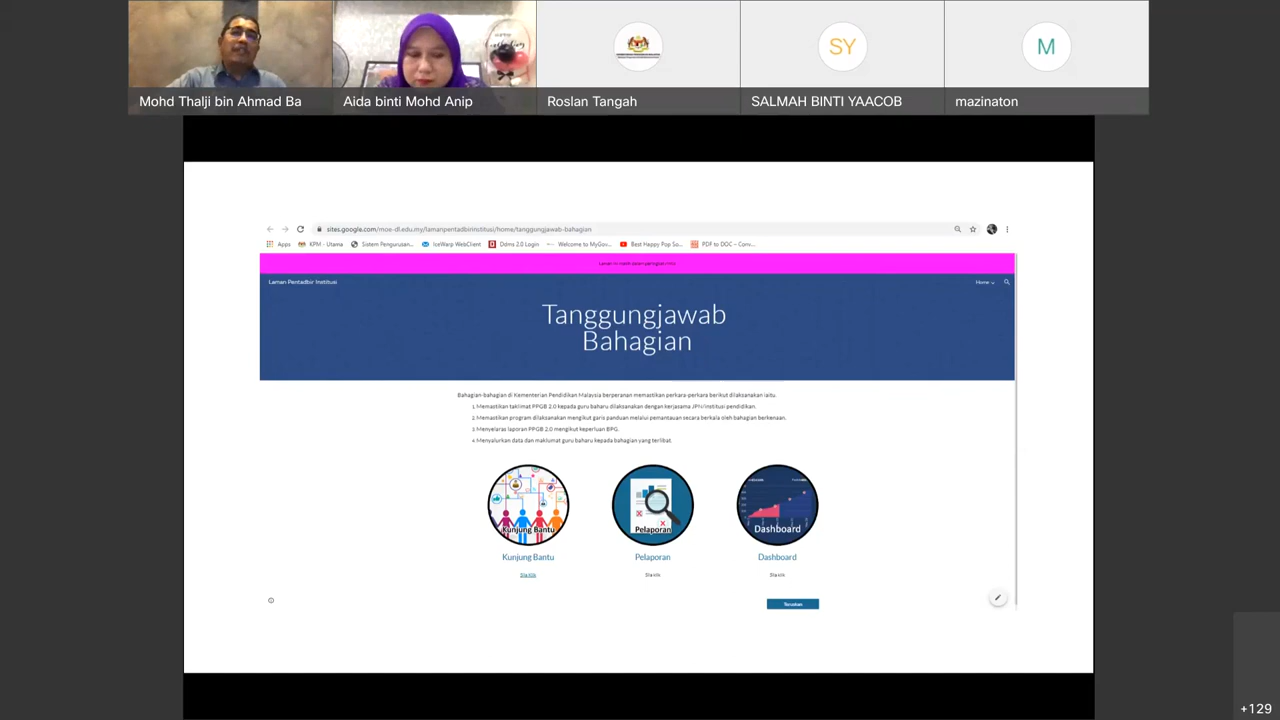 Mohd Thalji bin Ahmad Ba
Aida binti Mohd Anip
Roslan Tangah
SY
SALMAH BINTI YAACOB
M
mazinaton
sites.google.com/moe-dl.edu.my/lamanpentadbirinstitusi/home/tanggungjawab-bahagian
Apps KPM - Utama Sistem Pengurusan... IceWarp WebClient Ddms 2.0 Login Welcome to MyGov... Best Happy Pop So... PDF to DOC – Conv...
Laman ini masih dalam peringkat
Laman Pentadbir Institusi
Home
Tanggungjawab
Bahagian
Bahagian-bahagian di Kementerian Pendidikan Malaysia berperanan memastikan perkara-perkara berikut dilaksanakan iaitu.
1. Memastikan taklimat PPGB 2.0 kepada guru baharu dilaksanakan dengan kerjasama JPN/institusi pendidikan.
2. Memastikan program dilaksanakan mengikut garis panduan melalui pemantauan secara berkala oleh bahagian berkenaan.
3. Menyelaras laporan PPGB 2.0 mengikut keperluan BPG.
4. Menyalurkan data dan maklumat guru baharu kepada bahagian yang terlibat.
Kunjung Bantu
Pelaporan
Dashboard
Kunjung Bantu
Pelaporan
Dashboard
Sila klik
Sila klik
Sila klik
Teruskan
+129